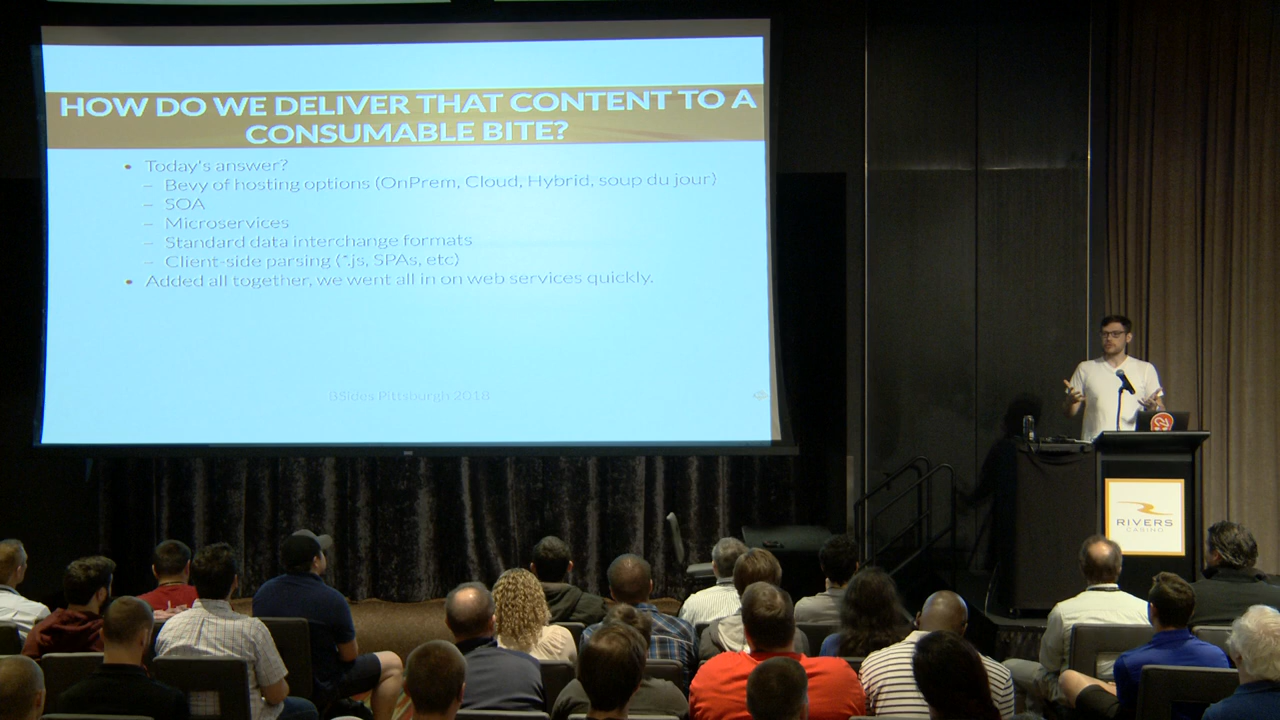 HOW DO WE DELIVER THAT CONTENT TO A
CONSUMABLE BITE?
• Today's answer?
– Bevy of hosting options (OnPrem, Cloud, Hybrid, soup du jour)
– SOA
– Microservices
– Standard data interchange formats
– Client-side parsing (*.js, SPAs, etc)
• Added all together, we went all in on web services quickly.
BSides Pittsburgh 2018
RIVERS
CASINO